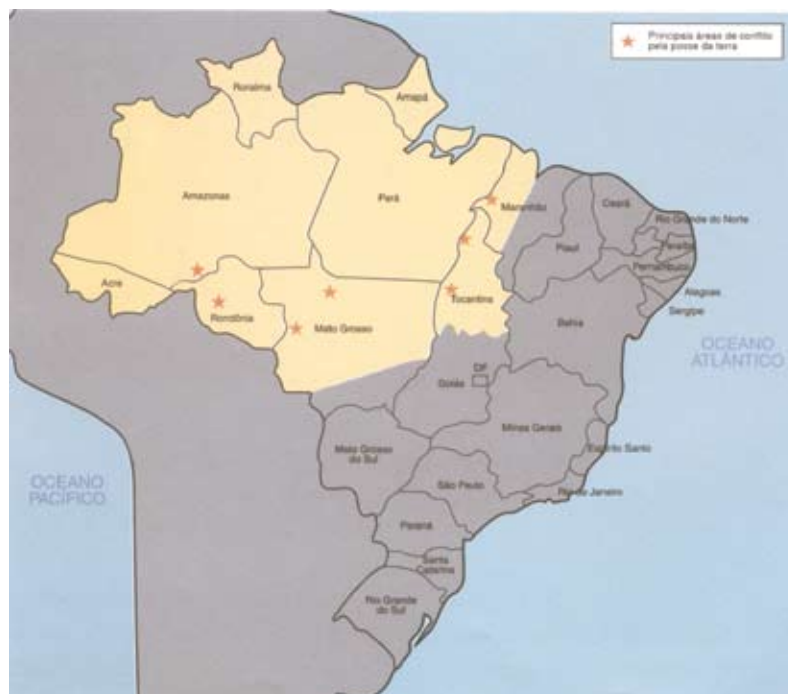 Principais áreas de conflito
pela posse da terra
Roraima
Amapá
Amazonas
Pará
Maranhão
Ceará
Rio Grande do Norte
Paraíba
Piauí
Pernambuco
Acre
Rondônia
Mato Grosso
Tocantins
Alagoas
Sergipe
Bahia
OCEANO
ATLÂNTICO
DF
Goiás
Minas Gerais
Mato Grosso
do Sul
Espírito Santo
São Paulo
Rio de Janeiro
OCEANO
PACÍFICO
Paraná
Santa
Catarina
Rio Grande
do Sul